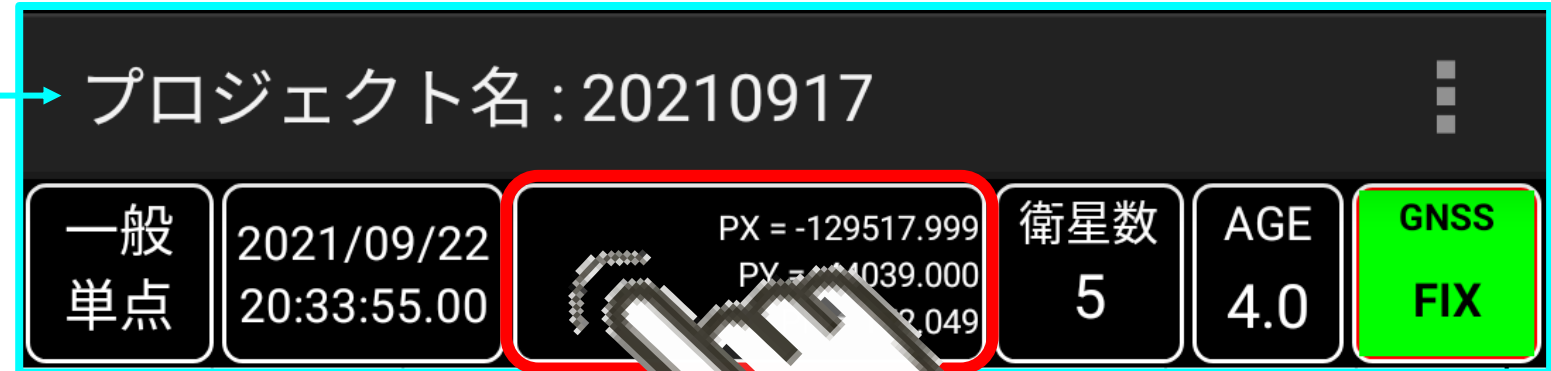 プロジェクト名 : 20210917
一般
単点
2021/09/22
20:33:55.00
PX = -129517.999
PY =
衛星数
5
AGE
4.0
GNSS
FIX